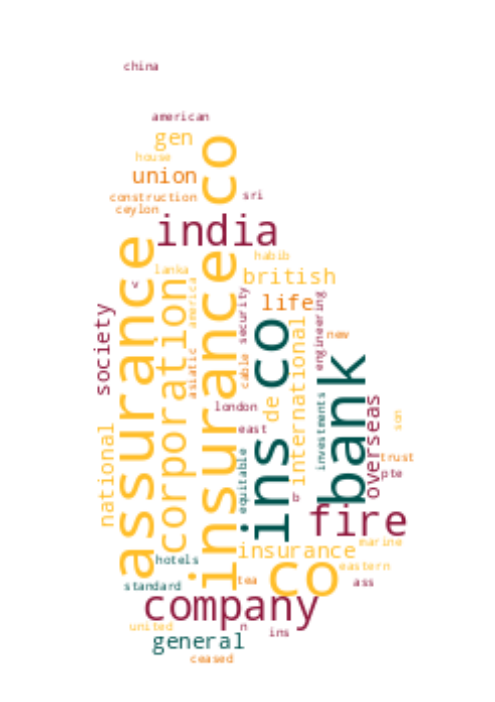 china
american
gen
house
union
construction
ceylon
sri
india
insurance co
assurance
habib
lanka
british
v
corporation
america
life
security
engineering
society
asiatic
international
new
ins co
cable
bank
de
london
investments
overseas
son
east
national
equitable
trust
pte
b
fire
insurance
marine
hotels
eastern
co
standard
tea
ass
company
united
n
ins
general
ceased